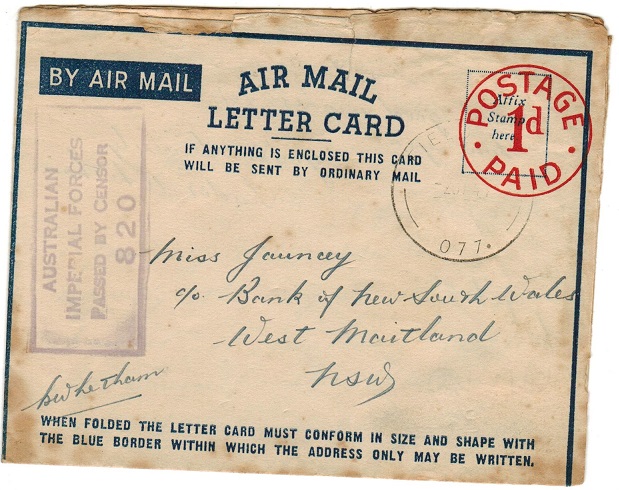 BY AIR MAIL
AIR MAIL
LETTER CARD
IF ANYTHING IS ENCLOSED THIS CARD
WILL BE SENT BY ORDINARY MAIL
Affix
Stamp
here
POSTAGE
1d
PAID
077.
AUSTRALIAN
IMPERIAL FORCES
PASSED BY CENSOR
820
Miss Jauncey
c/o. Bank of New South Wales
West Maitland
NSW
WHEN FOLDED THE LETTER CARD MUST CONFORM IN SIZE AND SHAPE WITH
THE BLUE BORDER WITHIN WHICH THE ADDRESS ONLY MAY BE WRITTEN.